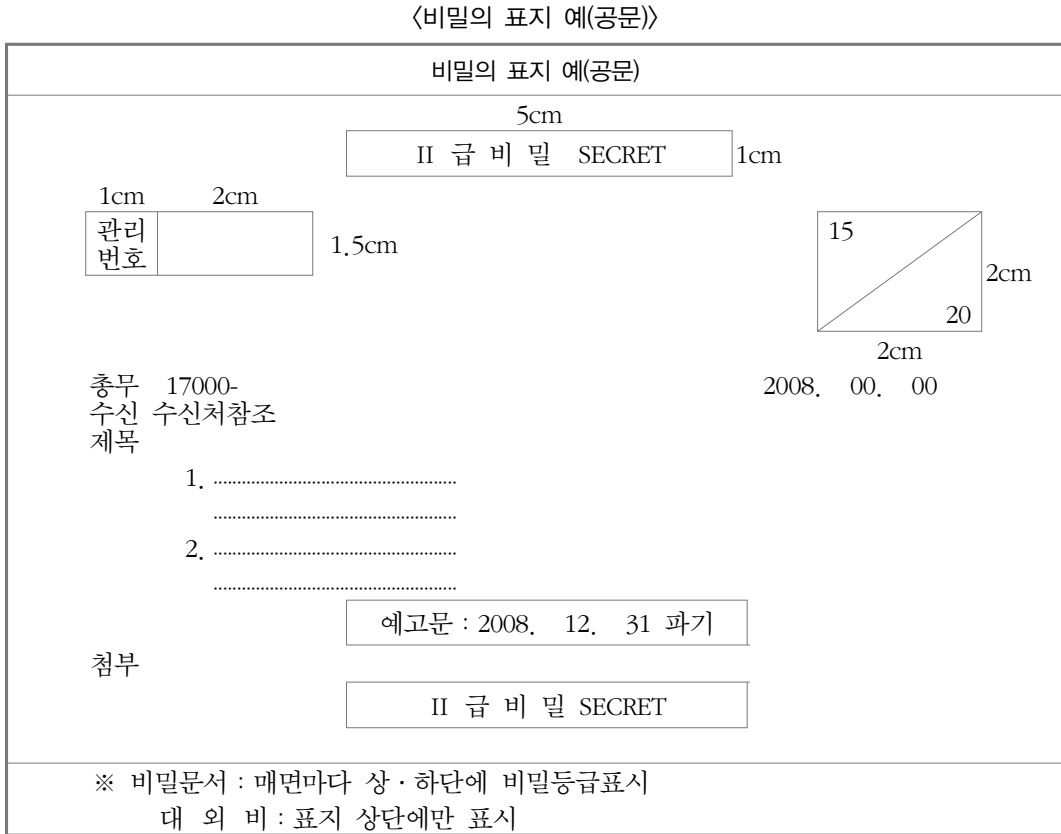 〈비밀의 표지 예(공문)〉
비밀의 표지 예(공문)
5cm
II 급 비 밀 SECRET 1cm
1cm 2cm
관리
번호
1.5cm
15
20
2cm
2cm
총무 17000- 2008. 00. 00
수신 수신처참조
제목
1. ....................................................
....................................................
2. ....................................................
....................................................
예고문 : 2008. 12. 31 파기
첨부
II 급 비 밀 SECRET
※ 비밀문서 : 매면마다 상 · 하단에 비밀등급표시
대 외 비 : 표지 상단에만 표시